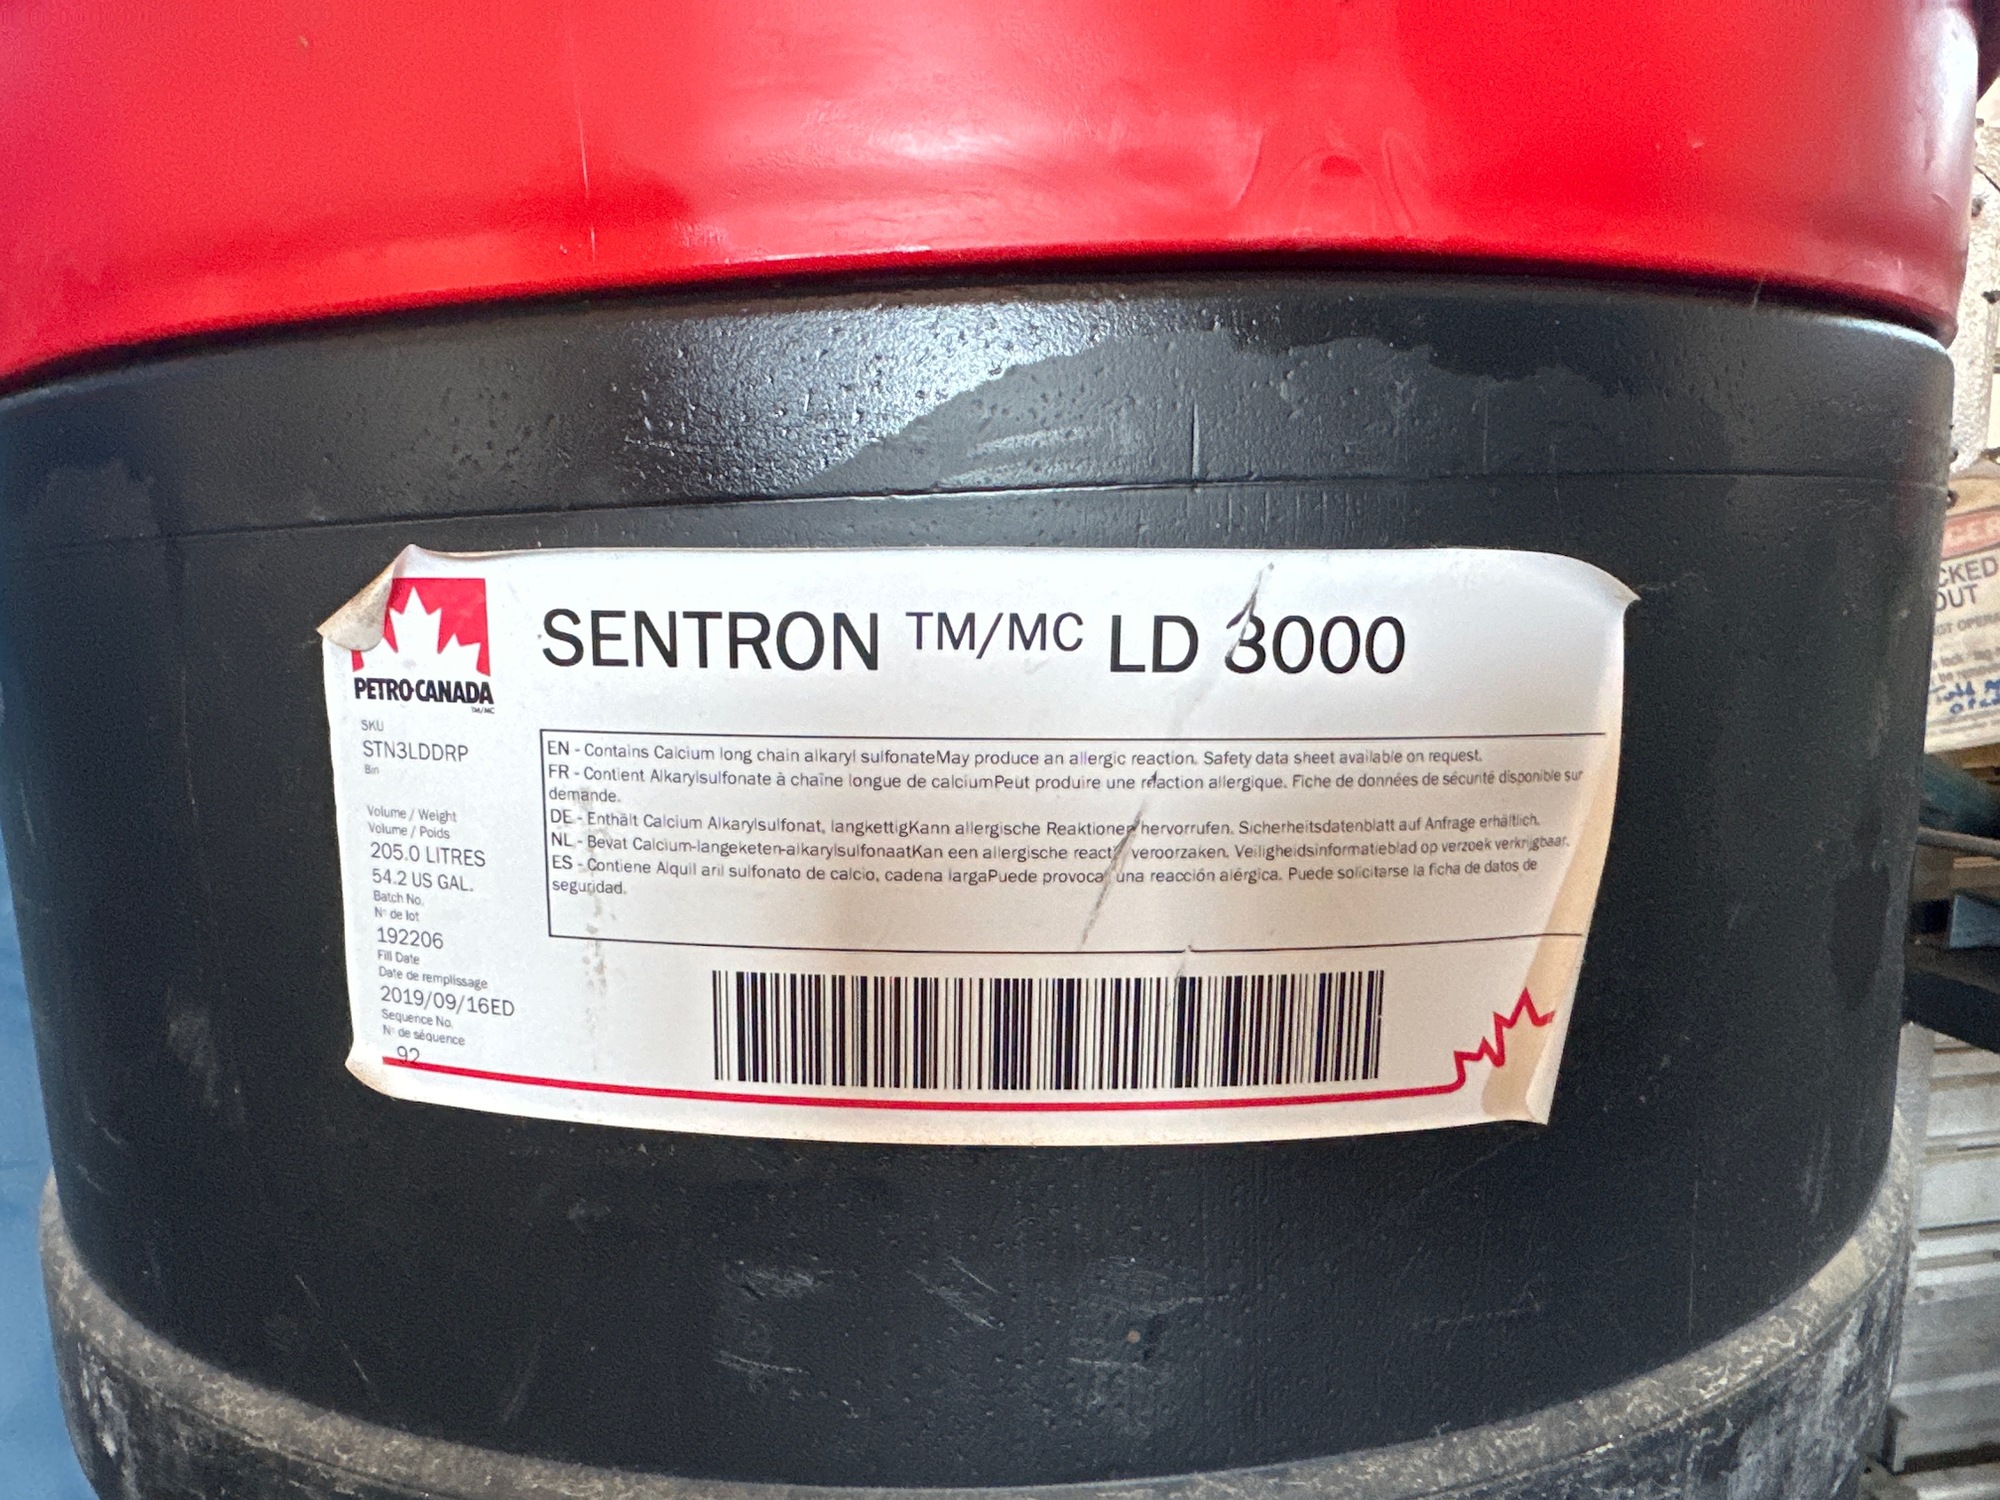 SENTRON TM/MC LD 3000
PETRO-CANADA
TM/MC
SKU
STN3LDDRP
Bin
Volume / Weight
Volume / Poids
205.0 LITRES
54.2 US GAL.
Batch No.
N° de lot
192206
Fill Date
Date de remplissage
2019/09/16ED
Sequence No.
N° de séquence
92
EN - Contains Calcium long chain alkaryl sulfonateMay produce an allergic reaction. Safety data sheet available on request.
FR - Contient Alkarylsulfonate à chaîne longue de calciumPeut produire une réaction allergique. Fiche de données de sécurité disponible sur
demande.
DE - Enthält Calcium Alkarylsulfonat, langkettigKann allergische Reaktionen hervorrufen. Sicherheitsdatenblatt auf Anfrage erhältlich.
NL - Bevat Calcium-langeketen-alkarylsulfonaatKan een allergische reactie veroorzaken. Veiligheidsinformatieblad op verzoek verkrijgbaar.
ES - Contiene Alquil aril sulfonato de calcio, cadena largaPuede provocar una reacción alérgica. Puede solicitarse la ficha de datos de
seguridad.
CKED
OUT